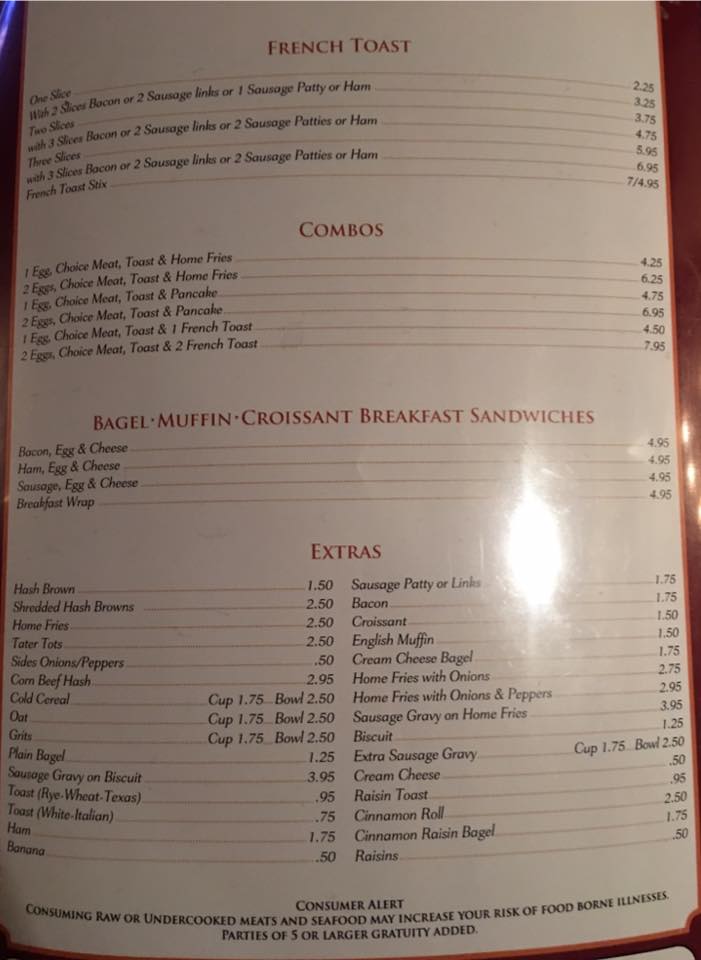 French Toast
One Slice 2.25
With 2 Slices Bacon or 2 Sausage links or 1 Sausage Patty or Ham 3.25
Two Slices 3.75
with 3 Slices Bacon or 2 Sausage links or 2 Sausage Patties or Ham 4.75
Three Slices 5.95
with 3 Slices Bacon or 2 Sausage links or 2 Sausage Patties or Ham 6.95
French Toast Stix 7/4.95
Combos
1 Egg, Choice Meat, Toast & Home Fries 4.25
2 Eggs, Choice Meat, Toast & Home Fries 6.25
1 Egg, Choice Meat, Toast & Pancake 4.75
2 Eggs, Choice Meat, Toast & Pancake 6.95
1 Egg, Choice Meat, Toast & 1 French Toast 4.50
2 Eggs, Choice Meat, Toast & 2 French Toast 7.95
Bagel·Muffin·Croissant Breakfast Sandwiches
Bacon, Egg & Cheese 4.95
Ham, Egg & Cheese 4.95
Sausage, Egg & Cheese 4.95
Breakfast Wrap 4.95
Extras
Hash Brown 1.50
Shredded Hash Browns 2.50
Home Fries 2.50
Tater Tots 2.50
Sides Onions/Peppers .50
Corn Beef Hash 2.95
Cold Cereal Cup 1.75 Bowl 2.50
Oat Cup 1.75 Bowl 2.50
Grits Cup 1.75 Bowl 2.50
Plain Bagel 1.25
Sausage Gravy on Biscuit 3.95
Toast (Rye-Wheat-Texas) .95
Toast (White-Italian) .75
Ham 1.75
Banana .50
Sausage Patty or Links 1.75
Bacon 1.75
Croissant 1.50
English Muffin 1.50
Cream Cheese Bagel 1.75
Home Fries with Onions 2.75
Home Fries with Onions & Peppers 2.95
Sausage Gravy on Home Fries 3.95
Biscuit 1.25
Extra Sausage Gravy Cup 1.75 Bowl 2.50
Cream Cheese .50
Raisin Toast .95
Cinnamon Roll 2.50
Cinnamon Raisin Bagel 1.75
Raisins .50
Consumer Alert
Consuming Raw or Undercooked meats and seafood may increase your risk of food borne illnesses.
Parties of 5 or larger gratuity added.